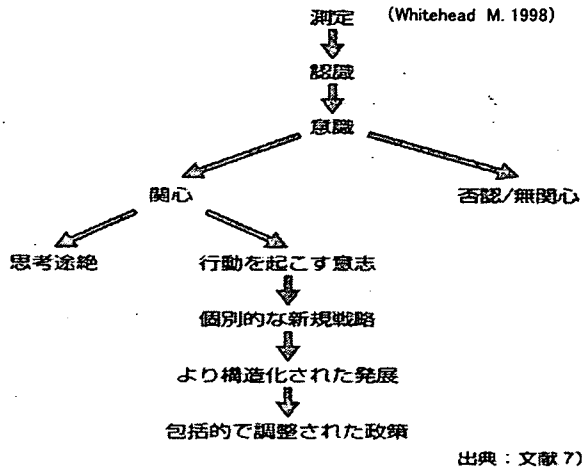 測定 (Whitehead M. 1998)
認識
意識
関心 否認/無関心
思考途絶 行動を起こす意志
個別的な新規戦略
より構造化された発展
包括的で調整された政策
出典：文献 7)